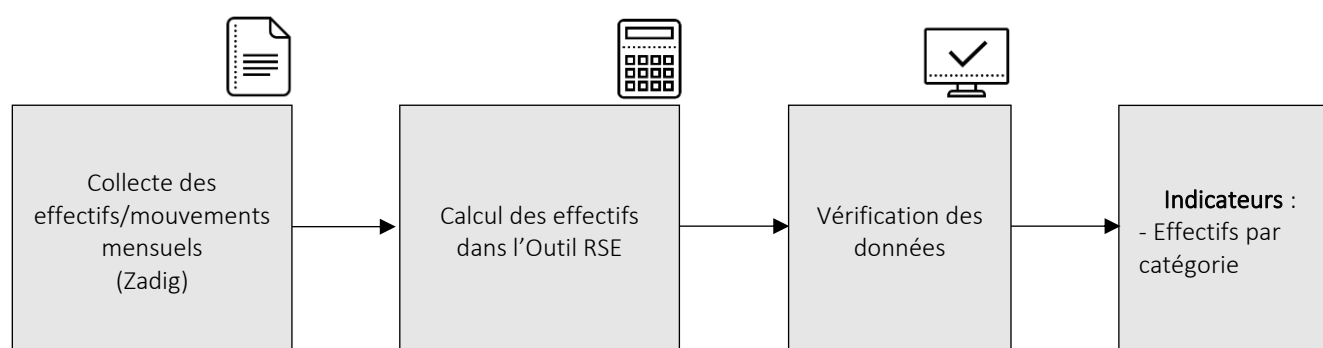 Collecte des
effectifs/mouvements
mensuels
(Zadig)
Calcul des effectifs
dans l’Outil RSE
Vérification des
données
Indicateurs :
- Effectifs par
catégorie